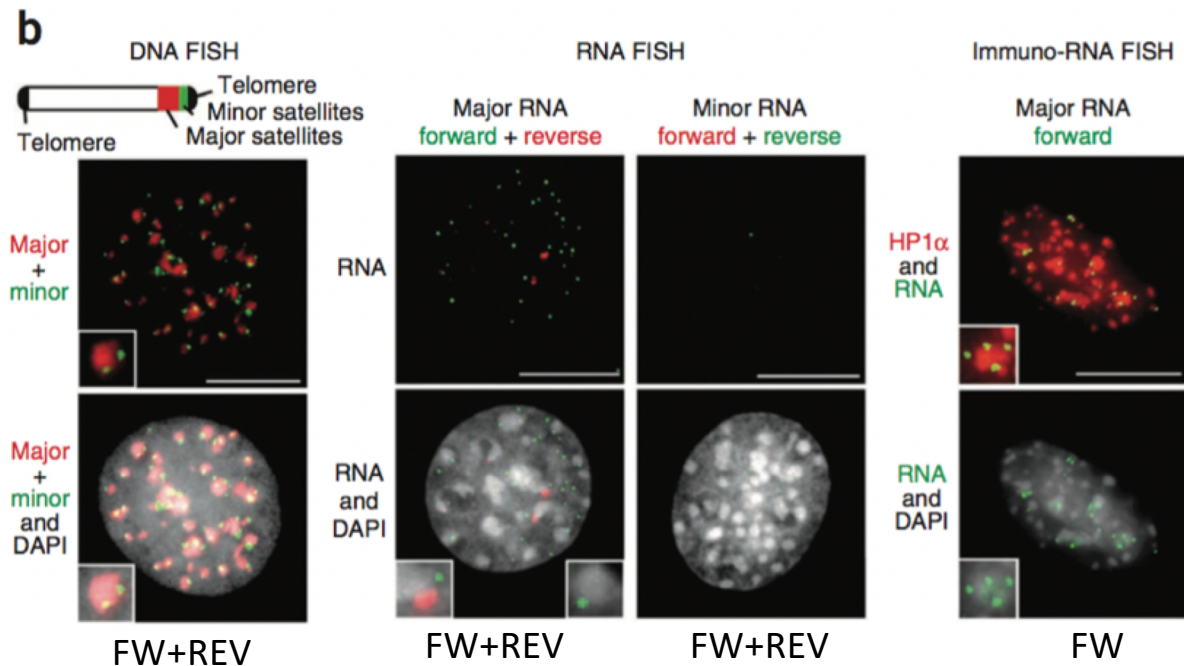 b
DNA FISH
RNA FISH
Immuno-RNA FISH
Telomere
Minor satellites
Major satellites
Telomere
Major RNA
forward + reverse
Minor RNA
forward + reverse
Major RNA
forward
Major
+
minor
RNA
HP1α
and
RNA
Major
+
minor
and
DAPI
RNA
and
DAPI
RNA
and
DAPI
FW+REV
FW+REV
FW+REV
FW